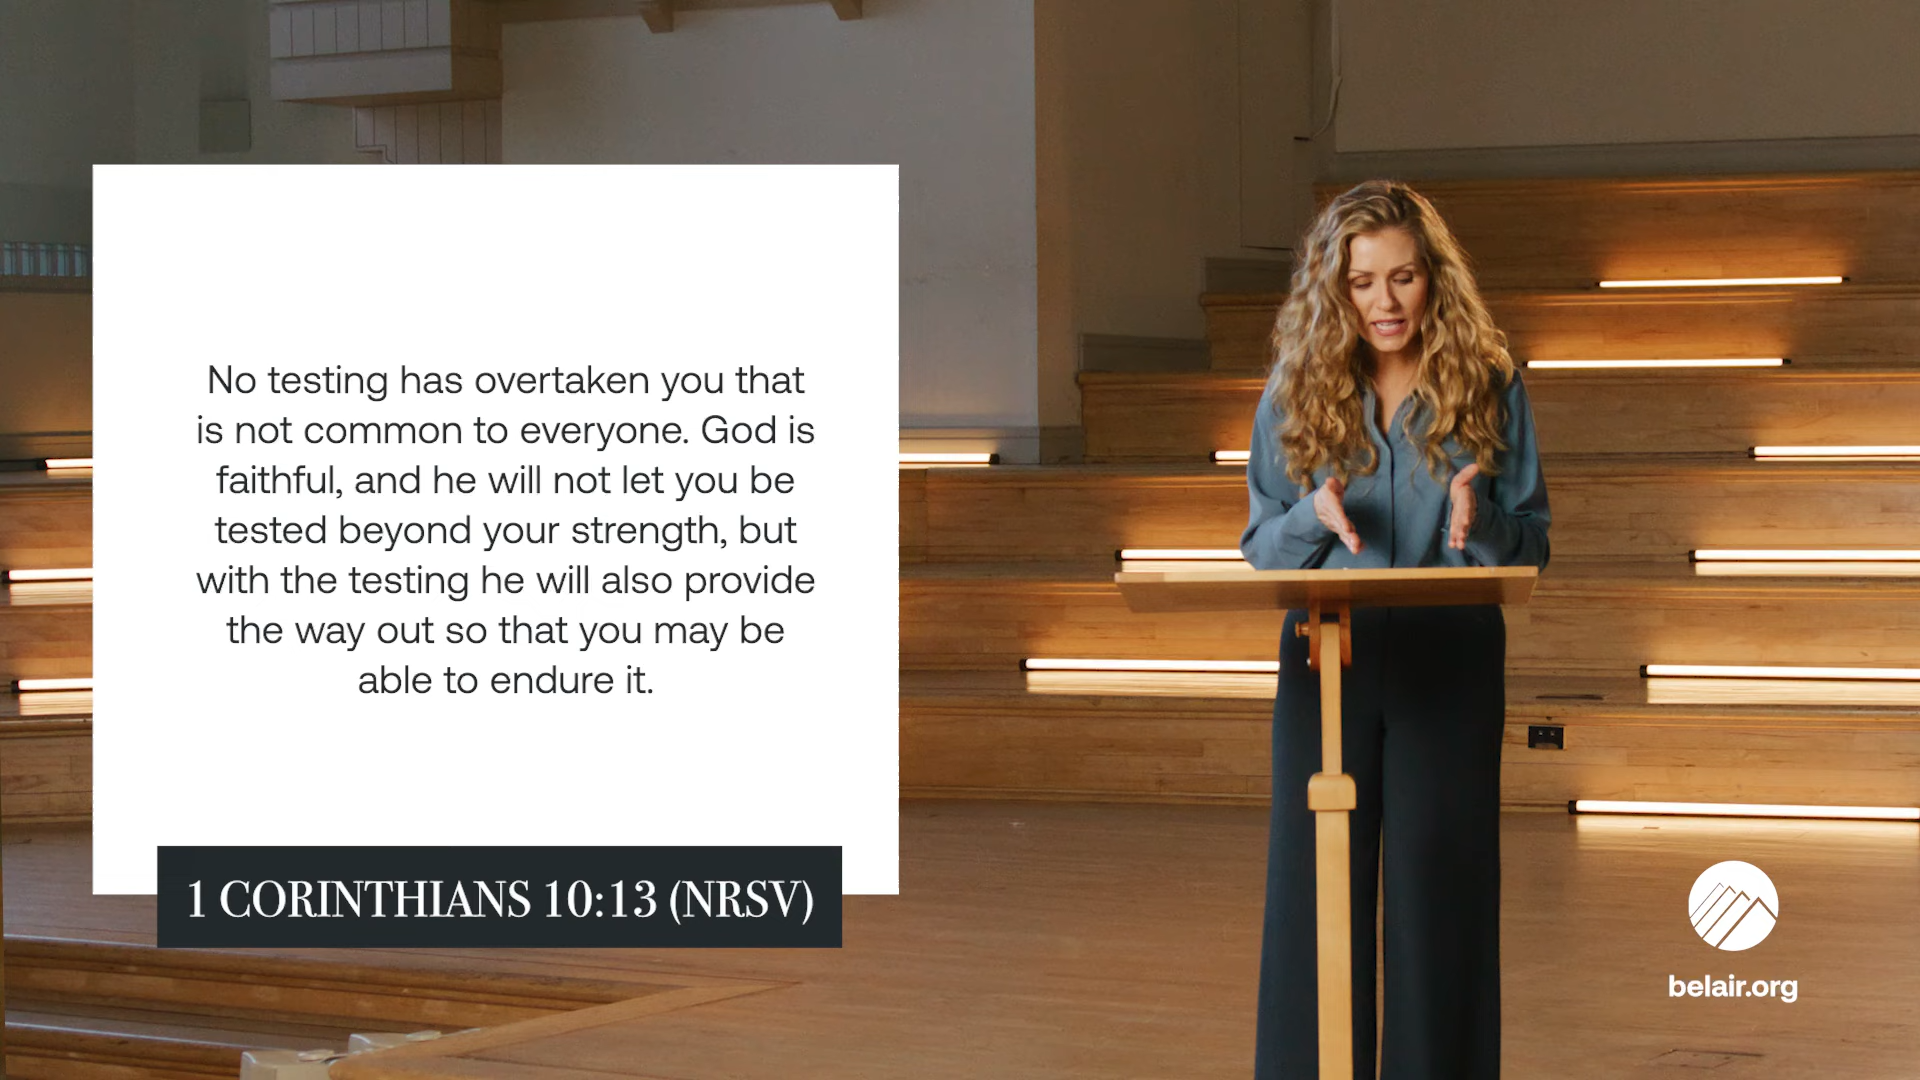 No testing has overtaken you that
is not common to everyone. God is
faithful, and he will not let you be
tested beyond your strength, but
with the testing he will also provide
the way out so that you may be
able to endure it.
1 CORINTHIANS 10:13 (NRSV)
belair.org